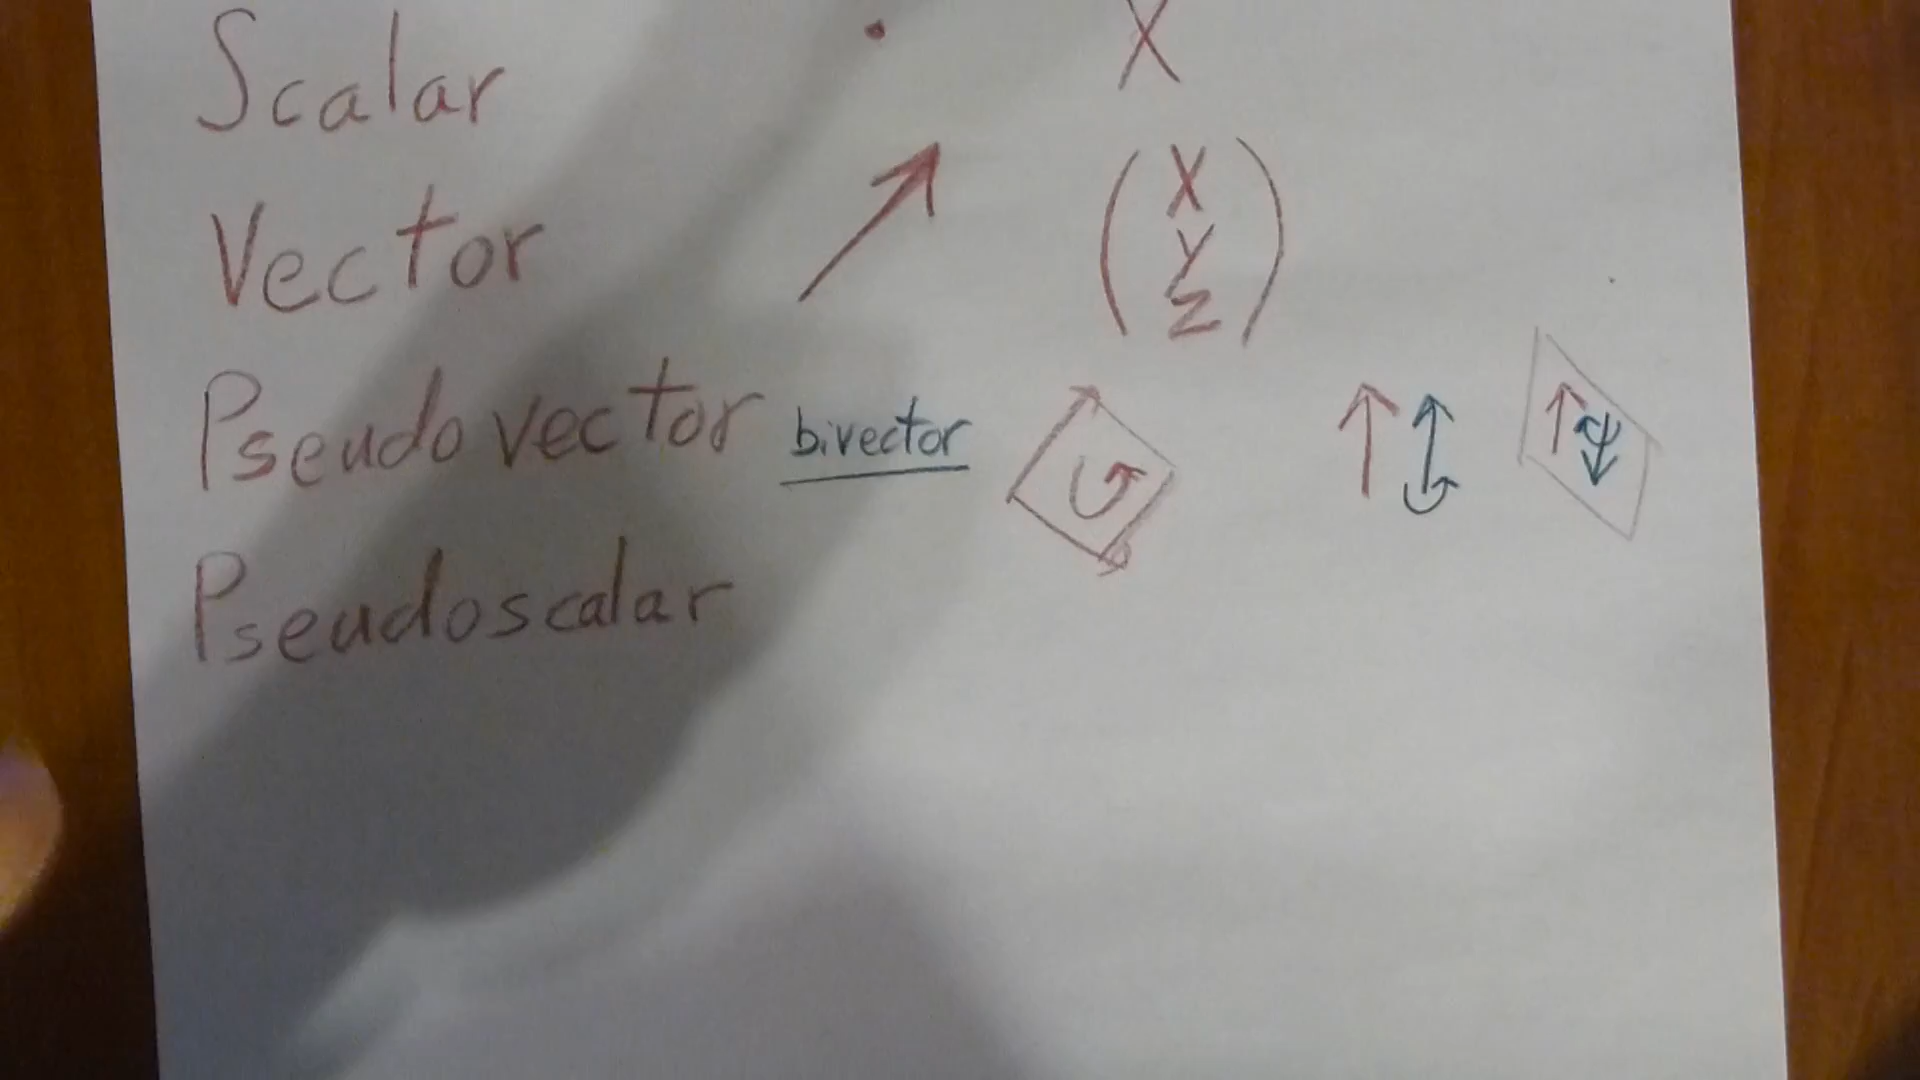 Scalar X
Vector
X
y
z
Pseudovector bivector
Pseudoscalar